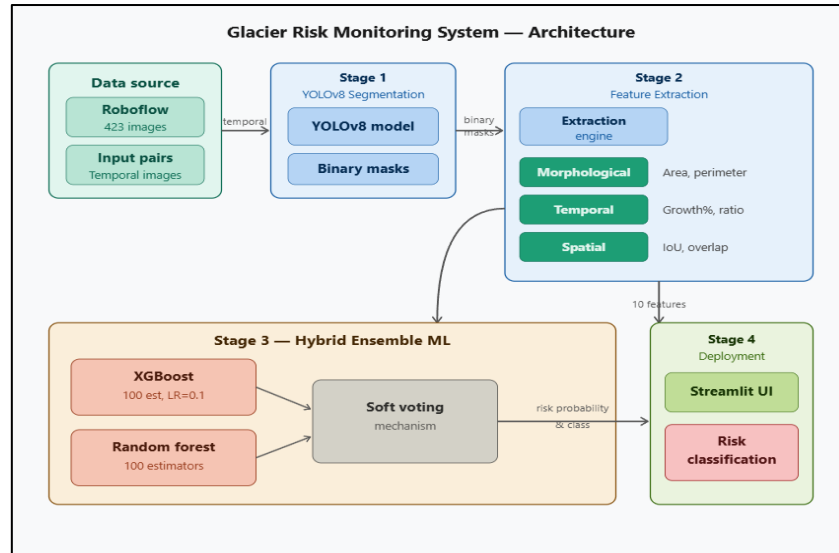 Glacier Risk Monitoring System — Architecture
Data source
Roboflow
423 images
Input pairs
Temporal images
temporal
Stage 1
YOLOv8 Segmentation
YOLOv8 model
Binary masks
binary
masks
Stage 2
Feature Extraction
Extraction
engine
Morphological
Area, perimeter
Temporal
Growth%, ratio
Spatial
IoU, overlap
10 features
Stage 3 — Hybrid Ensemble ML
XGBoost
100 est, LR=0.1
Random forest
100 estimators
Soft voting
mechanism
risk probability
& class
Stage 4
Deployment
Streamlit UI
Risk
classification